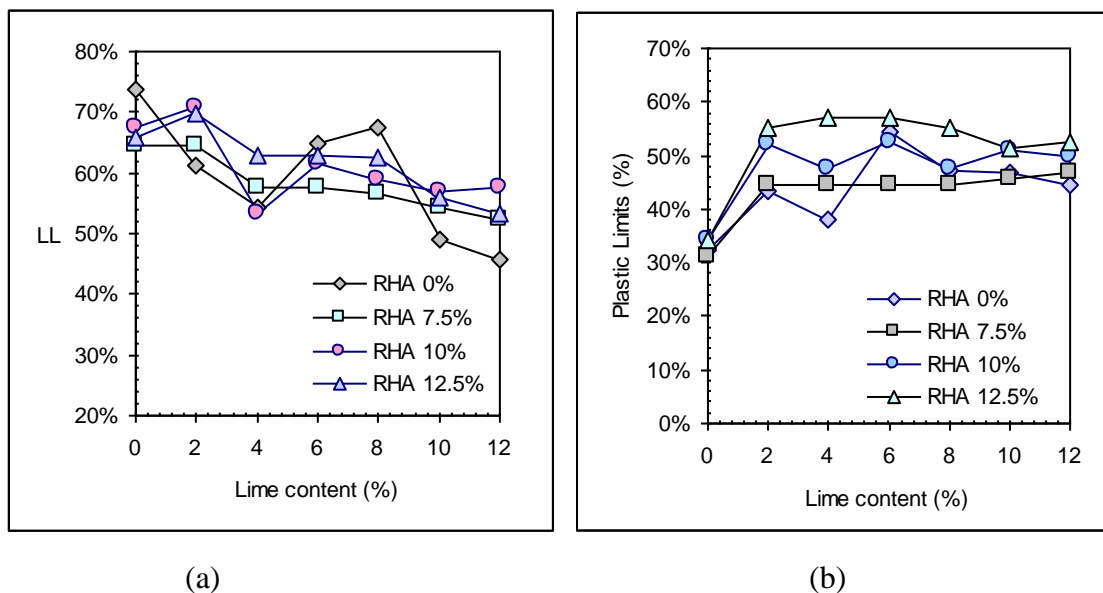 80%
70%
60%
50%
40%
30%
20%
LL
0 2 4 6 8 10 12
Lime content (%)
RHA 0%
RHA 7.5%
RHA 10%
RHA 12.5%
(a)
70%
60%
50%
40%
30%
20%
10%
0%
Plastic Limits (%)
0 2 4 6 8 10 12
Lime content (%)
RHA 0%
RHA 7.5%
RHA 10%
RHA 12.5%
(b)